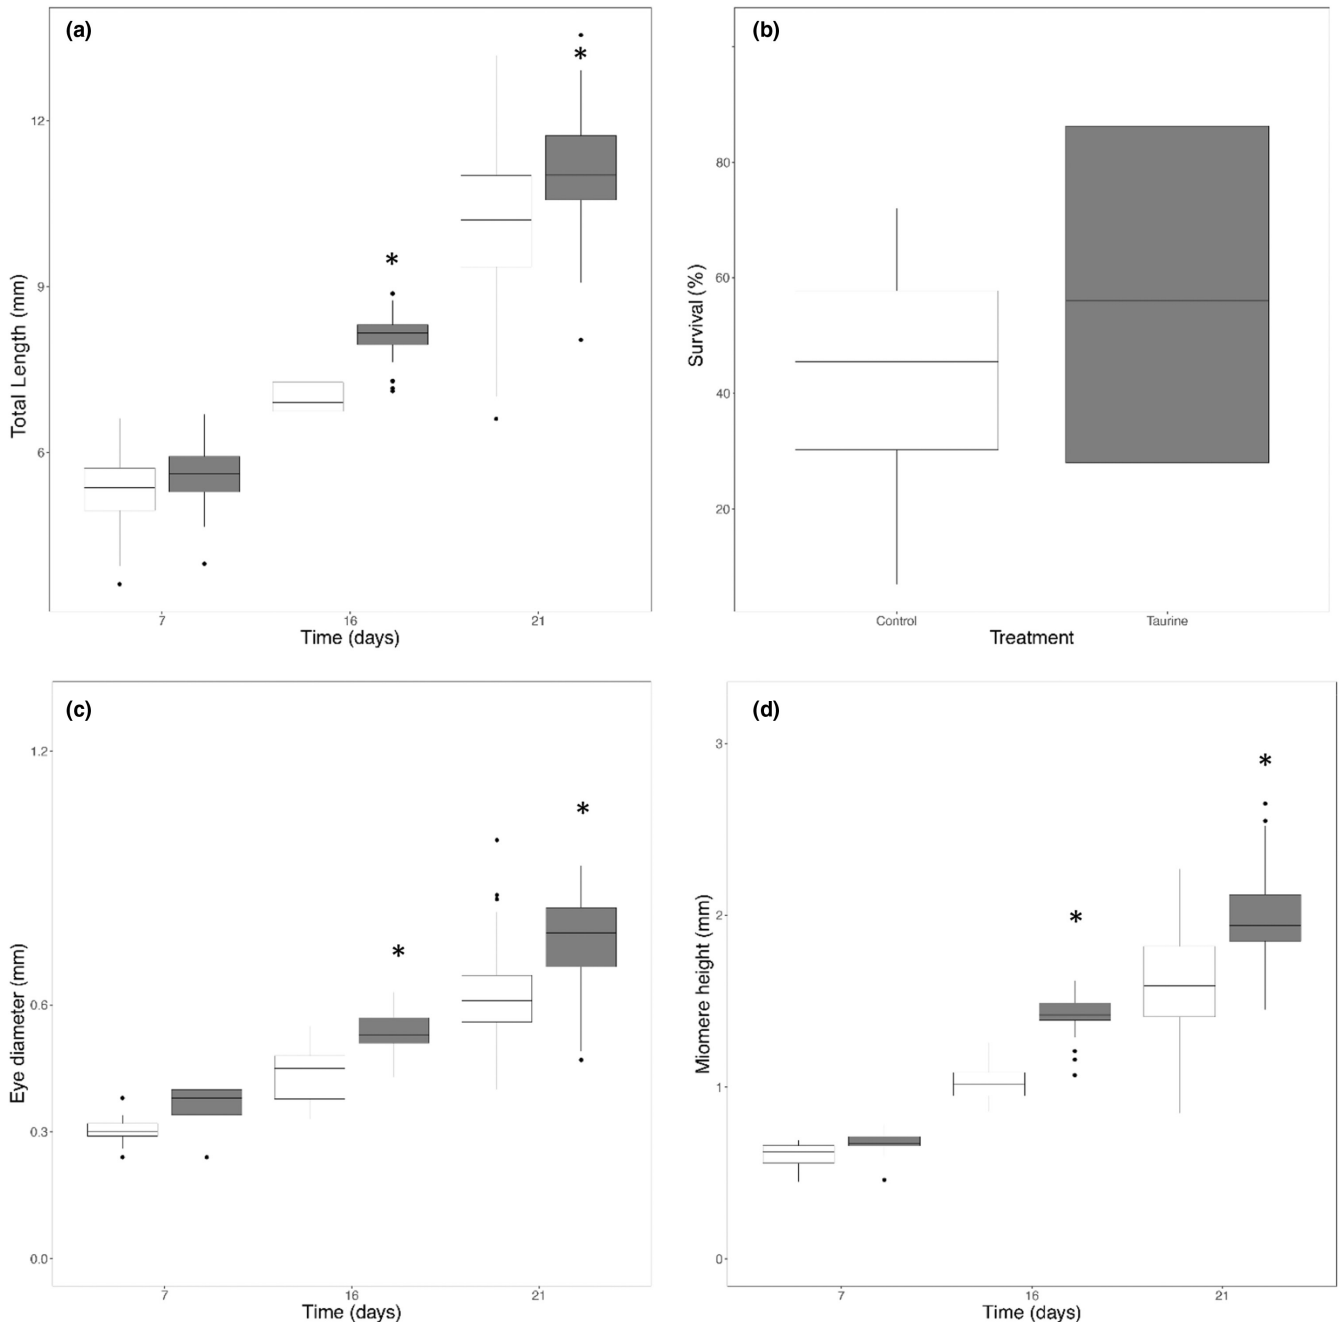 (a)
Total Length (mm)
12
9
6
*
*
7
16
21
Time (days)
(b)
Survival (%)
80
60
40
20
Control
Taurine
Treatment
(c)
Eye diameter (mm)
1.2
0.6
0.3
0.0
*
*
7
16
21
Time (days)
(d)
Miomere height (mm)
3
2
1
0
*
*
7
16
21
Time (days)